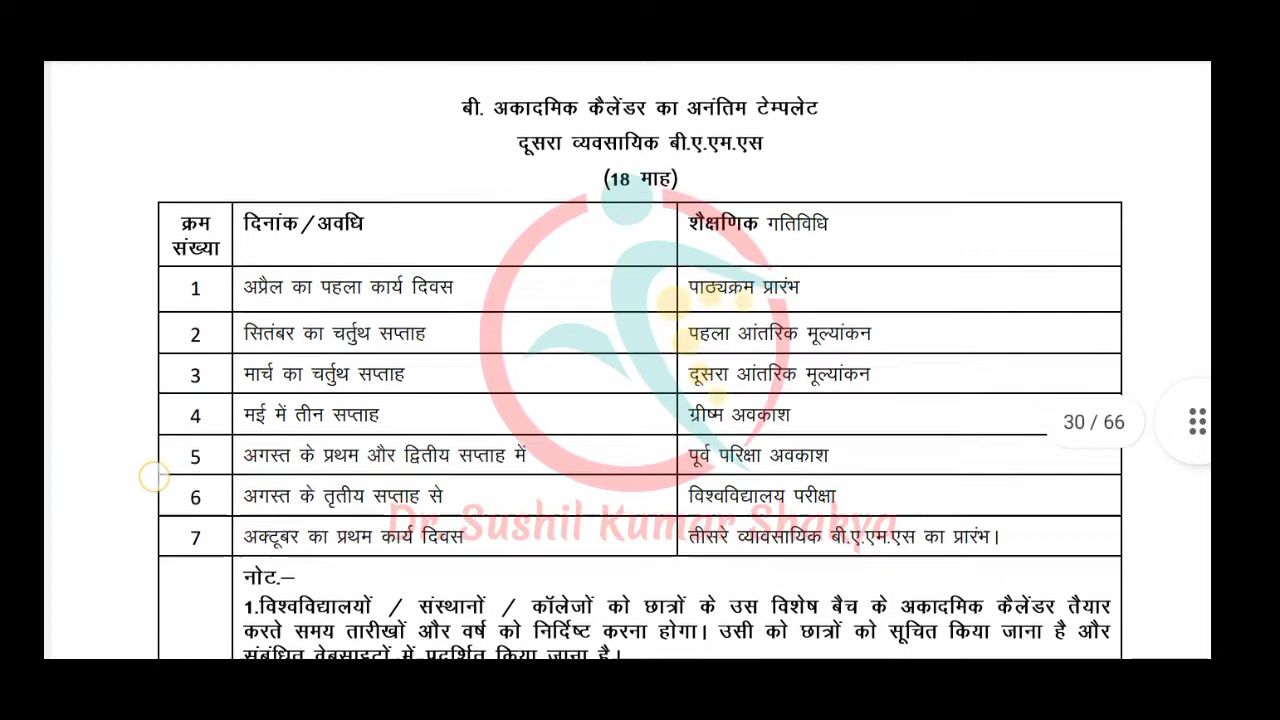 बी. अकादमिक कैलेंडर का अनंतिम टेम्पलेट
दूसरा व्यवसायिक बी.ए.एम.एस
(18 माह)
क्रम संख्या दिनांक/अवधि शैक्षणिक गतिविधि
1 अप्रैल का पहला कार्य दिवस पाठ्यक्रम प्रारंभ
2 सितंबर का चर्तुथ सप्ताह पहला आंतरिक मूल्यांकन
3 मार्च का चर्तुथ सप्ताह दूसरा आंतरिक मूल्यांकन
4 मई में तीन सप्ताह ग्रीष्म अवकाश
30 / 66
5 अगस्त के प्रथम और द्वितीय सप्ताह में पूर्व परिक्षा अवकाश
6 अगस्त के तृतीय सप्ताह से विश्वविद्यालय परीक्षा
Dr. Sushil Kumar Shakya
7 अक्टूबर का प्रथम कार्य दिवस तीसरे व्यावसायिक बी.ए.एम.एस का प्रारंभ।
नोट.–
1.विश्वविद्यालयों / संस्थानों / कॉलेजों को छात्रों के उस विशेष बैच के अकादमिक कैलेंडर तैयार
करते समय तारीखों और वर्ष को निर्दिष्ट करना होगा। उसी को छात्रों को सूचित किया जाना है और
संबंधित वेबसाइटों में प्रदर्शित किया जाना है।